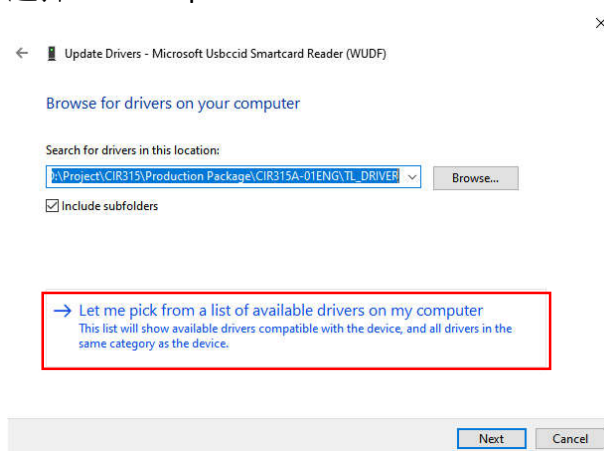 Update Drivers - Microsoft Usbccid Smartcard Reader (WUDF)
Browse for drivers on your computer
Search for drivers in this location:
:\Project\CIR315\Production Package\CIR315A-01ENG\TL_DRIVER
Browse...
Include subfolders
Let me pick from a list of available drivers on my computer
This list will show available drivers compatible with the device, and all drivers in the
same category as the device.
Next
Cancel